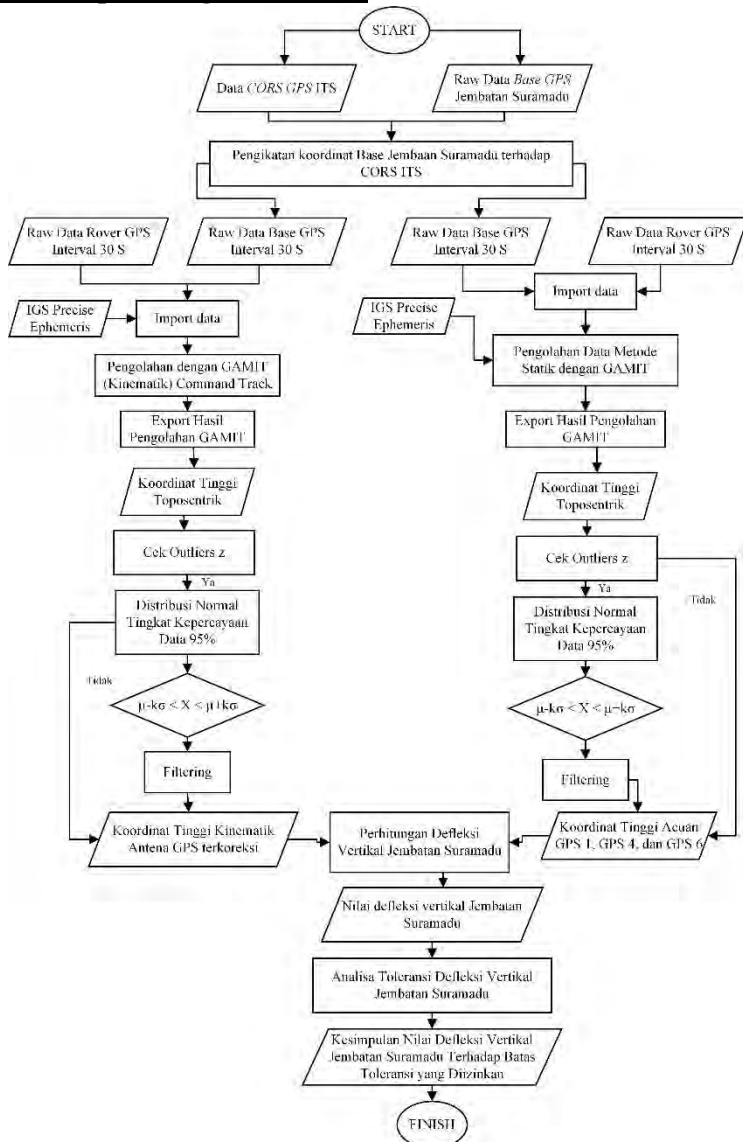 START
Data CORS GPS ITS
Raw Data Base GPS
Jembatan Suramadu
Pengikatan koordinat Base Jembaan Suramadu terhadap
CORS ITS
Raw Data Rover GPS
Interval 30 S
Raw Data Base GPS
Interval 30 S
Raw Data Base GPS
Interval 30 S
Raw Data Rover GPS
Interval 30 S
IGS Precise
Ephemeris
Import data
IGS Precise
Ephemeris
Import data
Pengolahan dengan GAMIT
(Kinematik) Command Track
Pengolahan Data Metode
Statik dengan GAMIT
Export Hasil
Pengolahan GAMIT
Export Hasil Pengolahan
GAMIT
Koordinat Tinggi
Toposentrik
Koordinat Tinggi
Toposentrik
Cek Outliers z
Cek Outliers z
Ya
Ya
Distribusi Normal
Tingkat Kepercayaan
Data 95%
Distribusi Normal
Tingkat Kepercayaan
Data 95%
Tidak
Tidak
μ-kσ < X < μ+kσ
μ-kσ < X < μ+kσ
Filtering
Filtering
Koordinat Tinggi Kinematik
Antena GPS terkoreksi
Perhitungan Defleksi
Vertikal Jembatan Suramadu
Koordinat Tinggi Acuan
GPS 1, GPS 4, dan GPS 6
Nilai defleksi vertikal Jembatan
Suramadu
Analisa Toleransi Defleksi Vertikal
Jembatan Suramadu
Kesimpulan Nilai Defleksi Vertikal
Jembatan Suramadu Terhadap Batas
Toleransi yang Diizinkan
FINISH